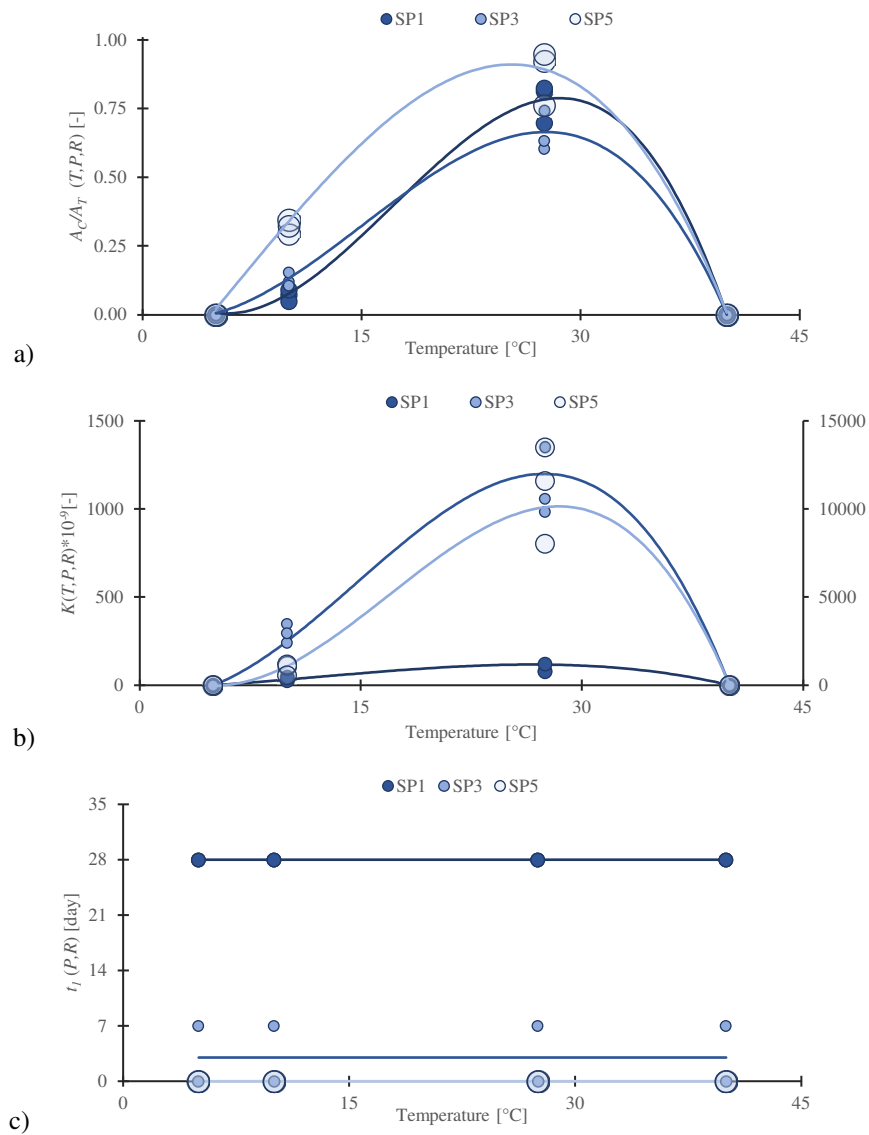 SP1 SP3 SP5
1.00
0.75
0.50
0.25
0.00
A_C/A_T (T,P,R) [-]
0 15 30 45
Temperature [°C]
a)
SP1 SP3 SP5
1500 15000
1000 10000
500 5000
0 0
K(T,P,R)*10⁻⁹[-]
0 15 30 45
Temperature [°C]
b)
SP1 SP3 SP5
35
28
21
14
7
0
t₁ (P,R) [day]
0 15 30 45
Temperature [°C]
c)